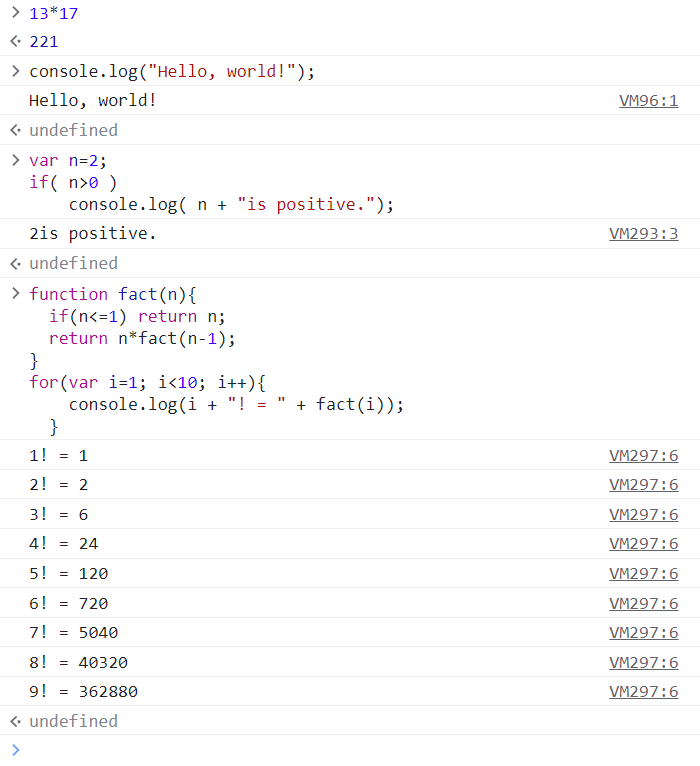 > 13*17
<· 221
> console.log("Hello, world!");
Hello, world! VM96:1
<· undefined
> var n=2;
if( n>0 )
    console.log( n + "is positive.");
2is positive. VM293:3
<· undefined
> function fact(n){
  if(n<=1) return n;
  return n*fact(n-1);
}
for(var i=1; i<10; i++){
    console.log(i + "! = " + fact(i));
  }
1! = 1 VM297:6
2! = 2 VM297:6
3! = 6 VM297:6
4! = 24 VM297:6
5! = 120 VM297:6
6! = 720 VM297:6
7! = 5040 VM297:6
8! = 40320 VM297:6
9! = 362880 VM297:6
<· undefined
>